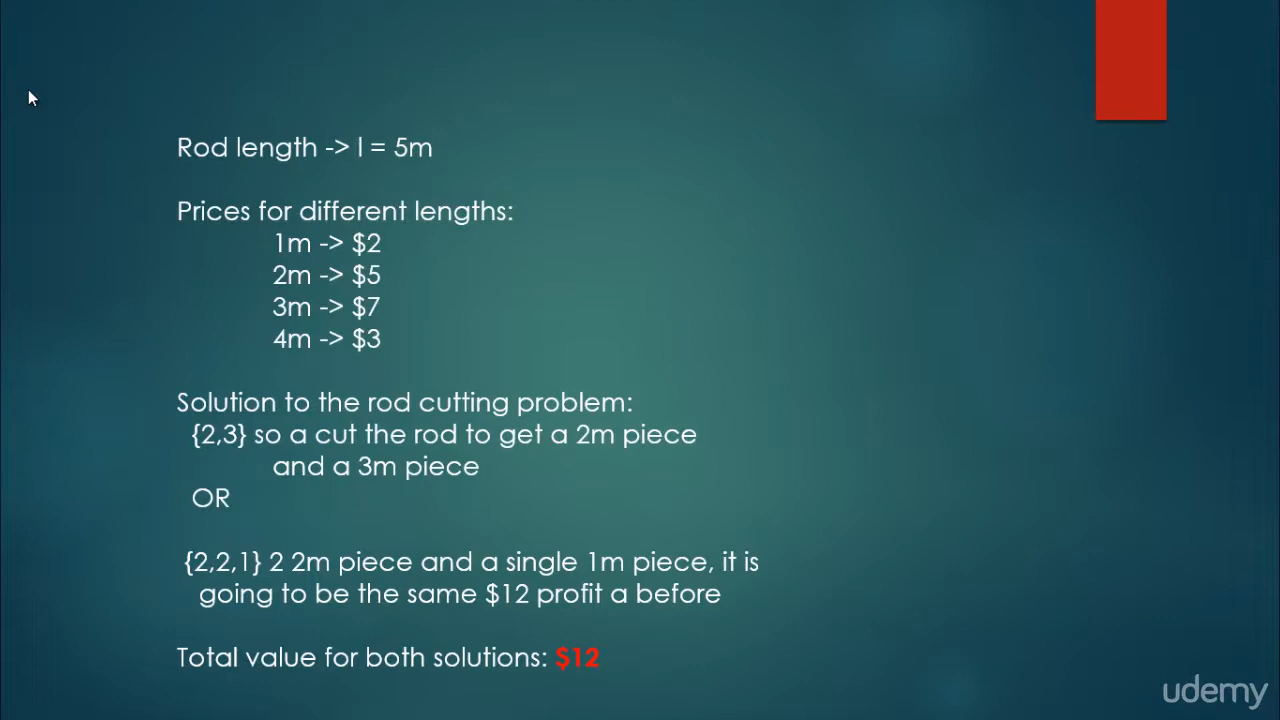 Rod length -> l = 5m
Prices for different lengths:
1m -> $2
2m -> $5
3m -> $7
4m -> $3
Solution to the rod cutting problem:
{2,3} so a cut the rod to get a 2m piece
and a 3m piece
OR
{2,2,1} 2 2m piece and a single 1m piece, it is
going to be the same $12 profit a before
Total value for both solutions: $12
udemy